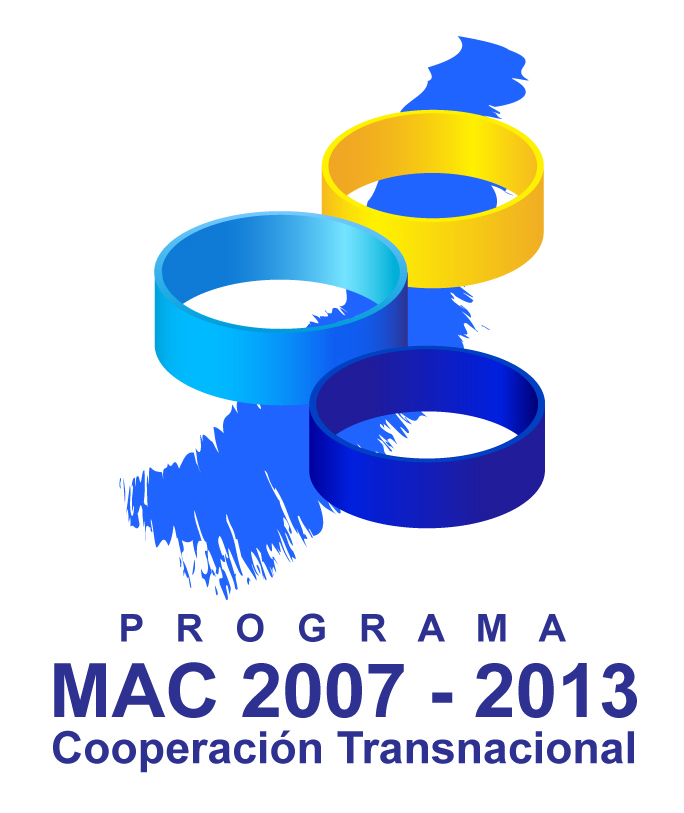 PROGRAMA
MAC 2007 - 2013
Cooperación Transnacional